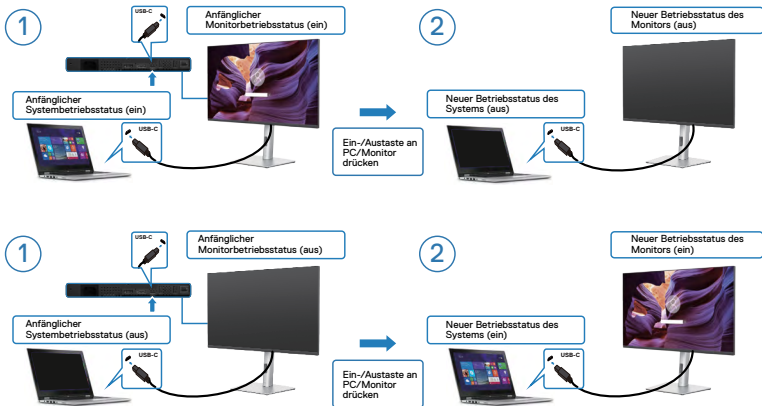 1
USB-C
Anfänglicher
Monitorbetriebsstatus (ein)
Anfänglicher
Systembetriebsstatus (ein)
USB-C
Ein-/Austaste an
PC/Monitor
drücken
2
Neuer Betriebsstatus des
Monitors (aus)
Neuer Betriebsstatus des
Systems (aus)
USB-C
1
USB-C
Anfänglicher
Monitorbetriebsstatus (aus)
Anfänglicher
Systembetriebsstatus (aus)
USB-C
Ein-/Austaste an
PC/Monitor
drücken
2
Neuer Betriebsstatus des
Monitors (ein)
Neuer Betriebsstatus des
Systems (ein)
USB-C